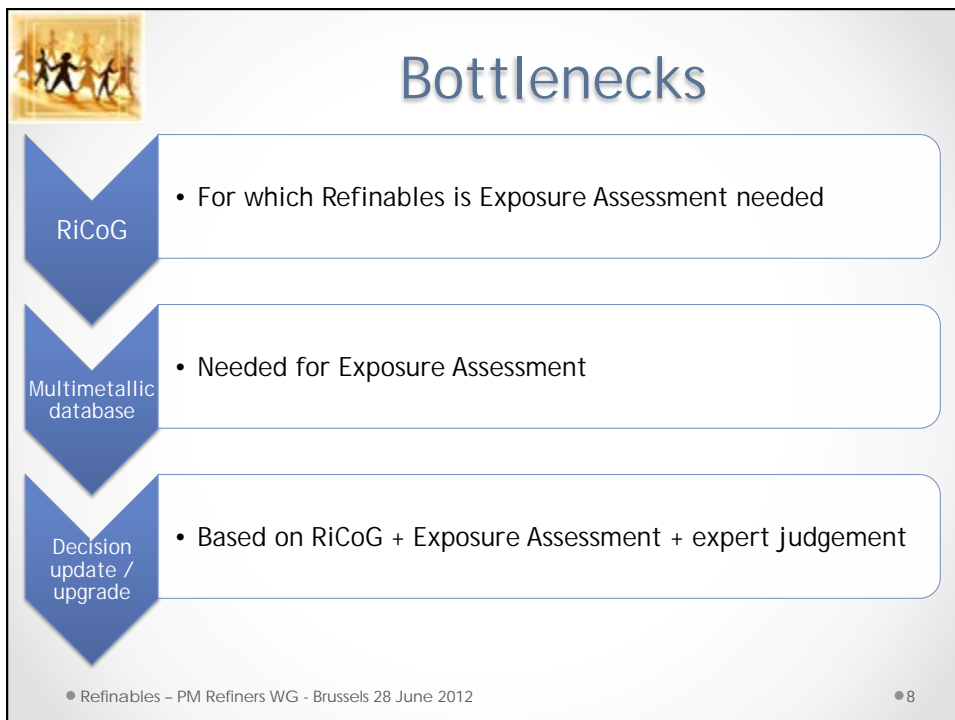 Bottlenecks
RiCoG
• For which Refinables is Exposure Assessment needed
Multimetallic
database
• Needed for Exposure Assessment
Decision
update /
upgrade
• Based on RiCoG + Exposure Assessment + expert judgement
• Refinables – PM Refiners WG - Brussels 28 June 2012
• 8